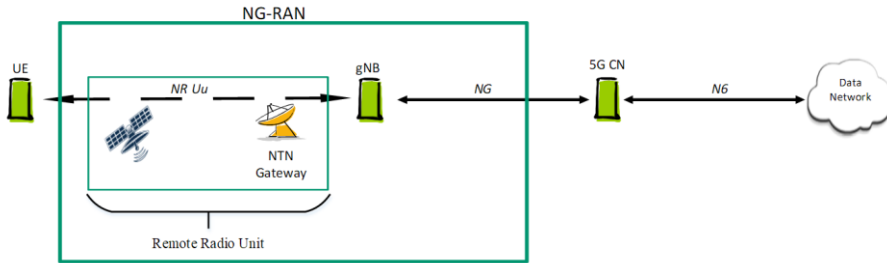 NG-RAN
UE
gNB
5G CN
NR Uu
NG
N6
Data
Network
NTN
Gateway
Remote Radio Unit